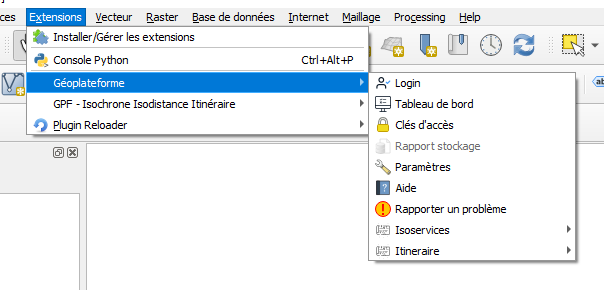 ces Extensions Vecteur Raster Base de données Internet Maillage Processing Help
Installer/Gérer les extensions
Console Python Ctrl+Alt+P
Géoplateforme
GPF - Isochrone Isodistance Itinéraire
Plugin Reloader
Login
Tableau de bord
Clés d'accès
Rapport stockage
Paramètres
Aide
Rapporter un problème
Isoservices
Itineraire